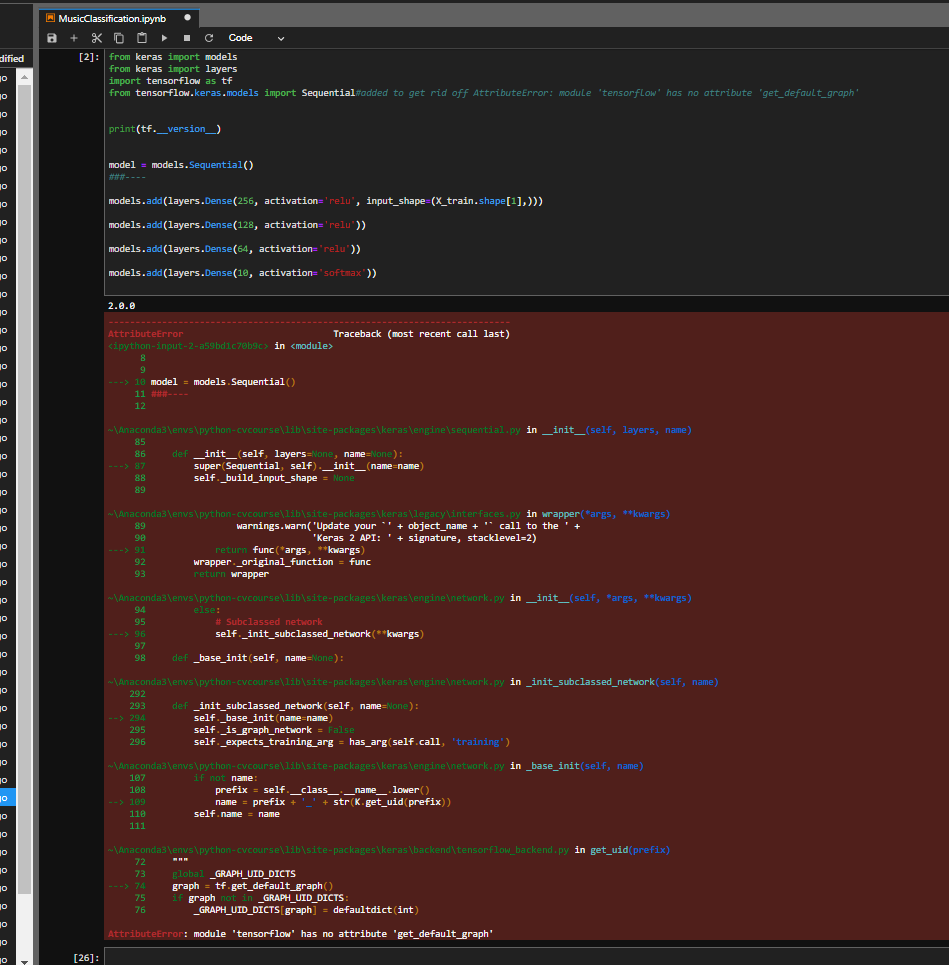 MusicClassification.ipynb
Code
dified
[2]:
from keras import models
from keras import layers
import tensorflow as tf
from tensorflow.keras.models import Sequential#added to get rid off AttributeError: module 'tensorflow' has no attribute 'get_default_graph'
print(tf.__version__)
model = models.Sequential()
###----
models.add(layers.Dense(256, activation='relu', input_shape=(X_train.shape[1],)))
models.add(layers.Dense(128, activation='relu'))
models.add(layers.Dense(64, activation='relu'))
models.add(layers.Dense(10, activation='softmax'))
2.0.0
---------------------------------------------------------------------------
AttributeError                            Traceback (most recent call last)
<ipython-input-2-a59bd1c70b9c> in <module>
      8
      9
---> 10 model = models.Sequential()
     11 ###----
     12
~\Anaconda3\envs\python-cvcourse\lib\site-packages\keras\engine\sequential.py in __init__(self, layers, name)
     85
     86     def __init__(self, layers=None, name=None):
---> 87         super(Sequential, self).__init__(name=name)
     88         self._build_input_shape = None
     89
~\Anaconda3\envs\python-cvcourse\lib\site-packages\keras\legacy\interfaces.py in wrapper(*args, **kwargs)
     89                 warnings.warn('Update your `' + object_name + '` call to the ' +
     90                               'Keras 2 API: ' + signature, stacklevel=2)
---> 91             return func(*args, **kwargs)
     92         wrapper._original_function = func
     93         return wrapper
~\Anaconda3\envs\python-cvcourse\lib\site-packages\keras\engine\network.py in __init__(self, *args, **kwargs)
     94         else:
     95             # Subclassed network
---> 96             self._init_subclassed_network(**kwargs)
     97
     98     def _base_init(self, name=None):
~\Anaconda3\envs\python-cvcourse\lib\site-packages\keras\engine\network.py in _init_subclassed_network(self, name)
    292
    293     def _init_subclassed_network(self, name=None):
--> 294         self._base_init(name=name)
    295         self._is_graph_network = False
    296         self._expects_training_arg = has_arg(self.call, 'training')
~\Anaconda3\envs\python-cvcourse\lib\site-packages\keras\engine\network.py in _base_init(self, name)
    107         if not name:
    108             prefix = self.__class__.__name__.lower()
--> 109             name = prefix + '_' + str(K.get_uid(prefix))
    110         self.name = name
    111
~\Anaconda3\envs\python-cvcourse\lib\site-packages\keras\backend\tensorflow_backend.py in get_uid(prefix)
     72     """
     73     global _GRAPH_UID_DICTS
---> 74     graph = tf.get_default_graph()
     75     if graph not in _GRAPH_UID_DICTS:
     76         _GRAPH_UID_DICTS[graph] = defaultdict(int)
AttributeError: module 'tensorflow' has no attribute 'get_default_graph'
[26]: